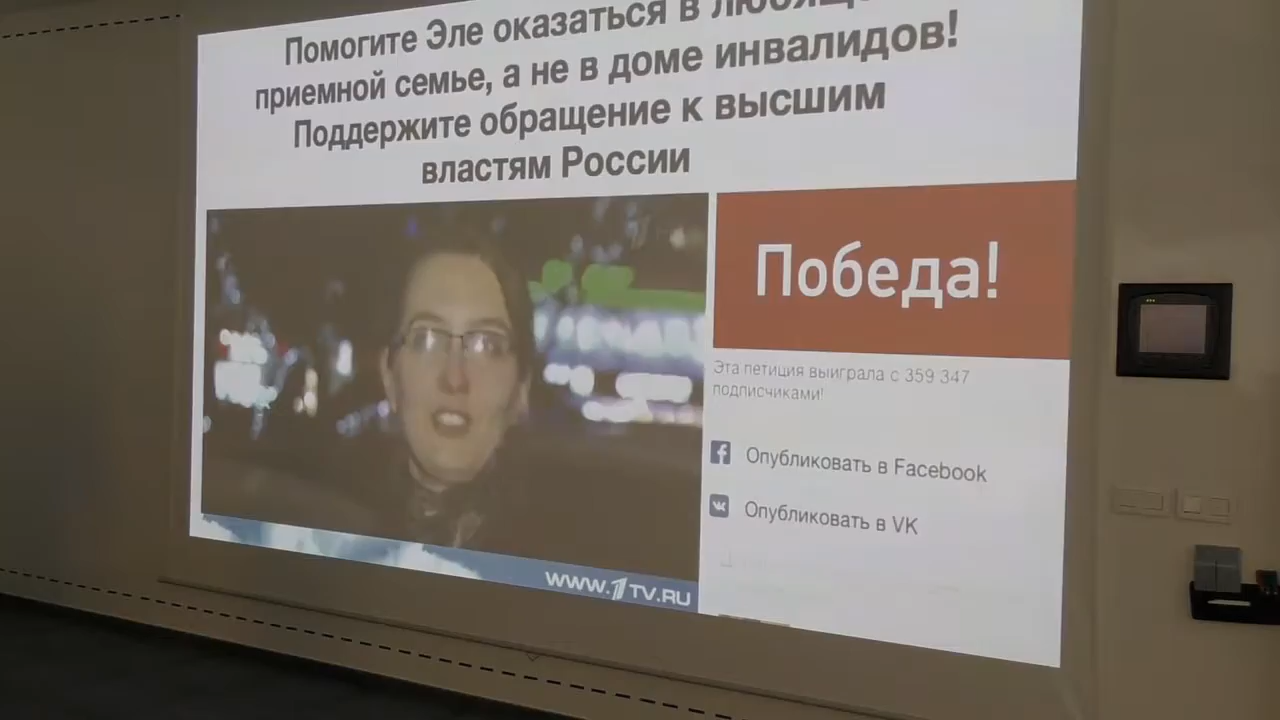 Помогите Эле оказаться в
приемной семье, а не в доме инвалидов!
Поддержите обращение к высшим
властям России
Победа!
Эта петиция выиграла с 359 347
подписчиками!
Опубликовать в Facebook
Опубликовать в VK
WWW.1TV.RU